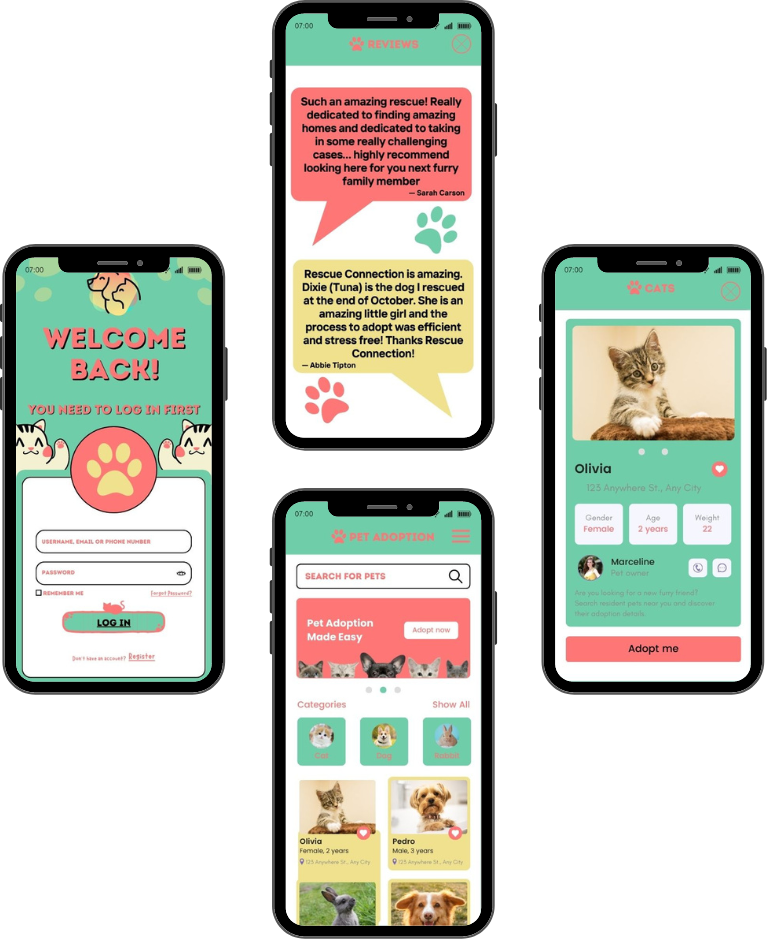 07:00
REVIEWS
Such an amazing rescue! Really
dedicated to finding amazing
homes and dedicated to taking
in some really challenging
cases... highly recommend
looking here for you next furry
family member
— Sarah Carson
Rescue Connection is amazing.
Dixie (Tuna) is the dog I rescued
at the end of October. She is an
amazing little girl and the
process to adopt was efficient
and stress free! Thanks Rescue
Connection!
— Abbie Tipton
07:00
WELCOME
BACK!
YOU NEED TO LOG IN FIRST
USERNAME, EMAIL OR PHONE NUMBER
PASSWORD
REMEMBER ME
Forgot Password?
LOG IN
Don't have an account? Register
07:00
CATS
Olivia
123 Anywhere St., Any City
Gender
Female
Age
2 years
Weight
22
Marceline
Pet owner
Are you looking for a new furry friend?
Search resident pets near you, and discover
their adoption details.
Adopt me
07:00
PET ADOPTION
SEARCH FOR PETS
Pet Adoption
Made Easy
Adopt now
Categories
Show All
Cat
Dog
Rabbit
Olivia
Female, 2 years
123 Anywhere St., Any City
Pedro
Male, 3 years
123 Anywhere St., Any City